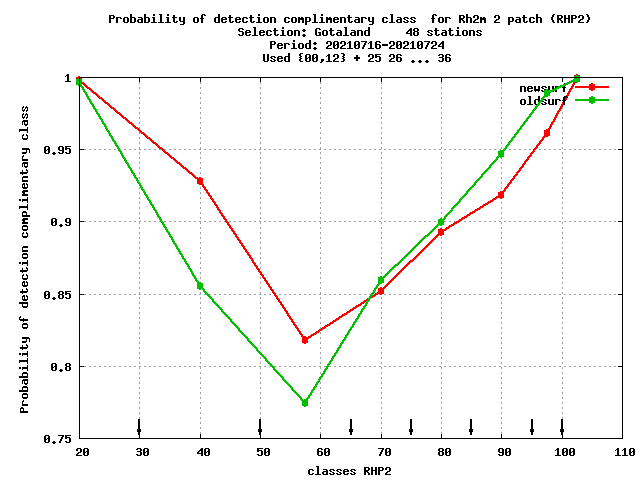 Probability of detection complimentary class  for Rh2m 2 patch (RHP2)
Selection: Gotaland     48 stations
Period: 20210716-20210724
Used {00,12} + 25 26 ... 36
Probability of detection complimentary class
1
0.95
0.9
0.85
0.8
0.75
newsurf
oldsurf
20 30 40 50 60 70 80 90 100 110
classes RHP2